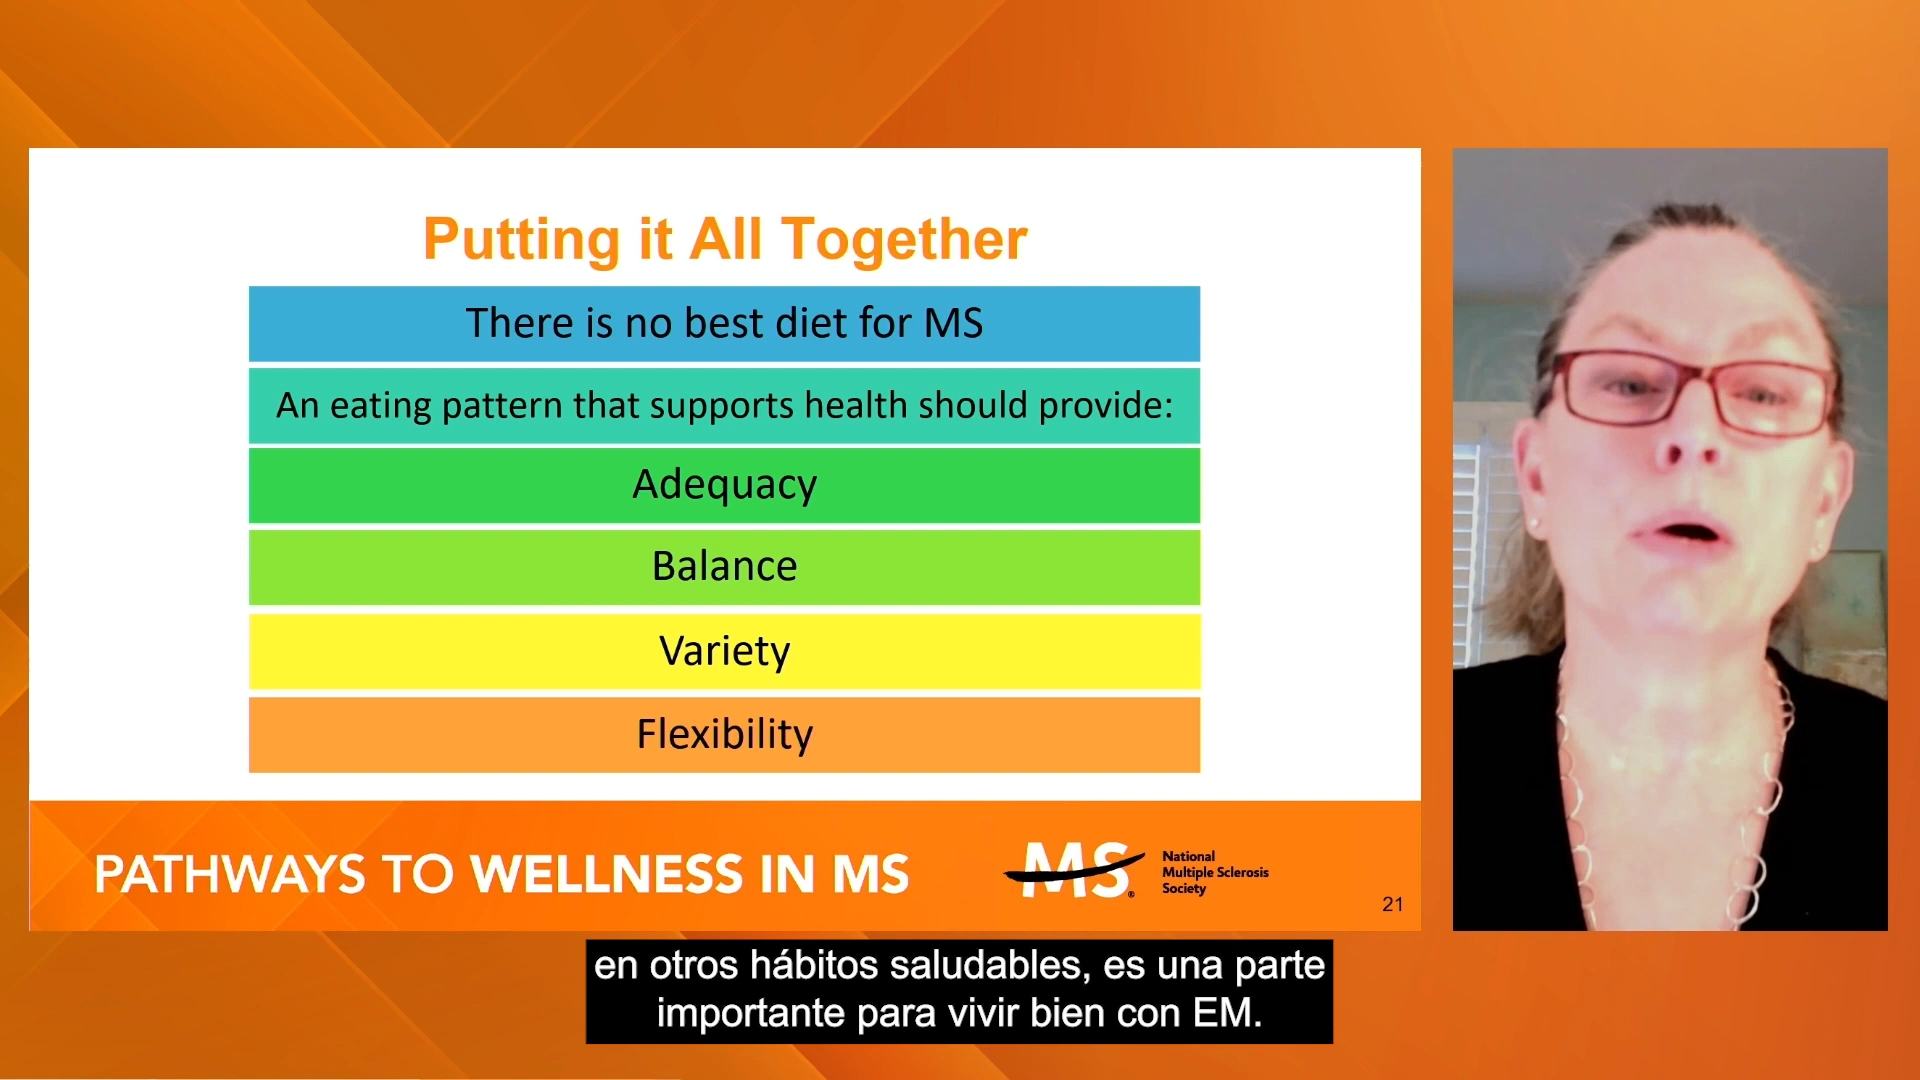 Putting it All Together
There is no best diet for MS
An eating pattern that supports health should provide:
Adequacy
Balance
Variety
Flexibility
PATHWAYS TO WELLNESS IN MS
MS®
National
Multiple Sclerosis
Society
21
en otros hábitos saludables, es una parte
importante para vivir bien con EM.